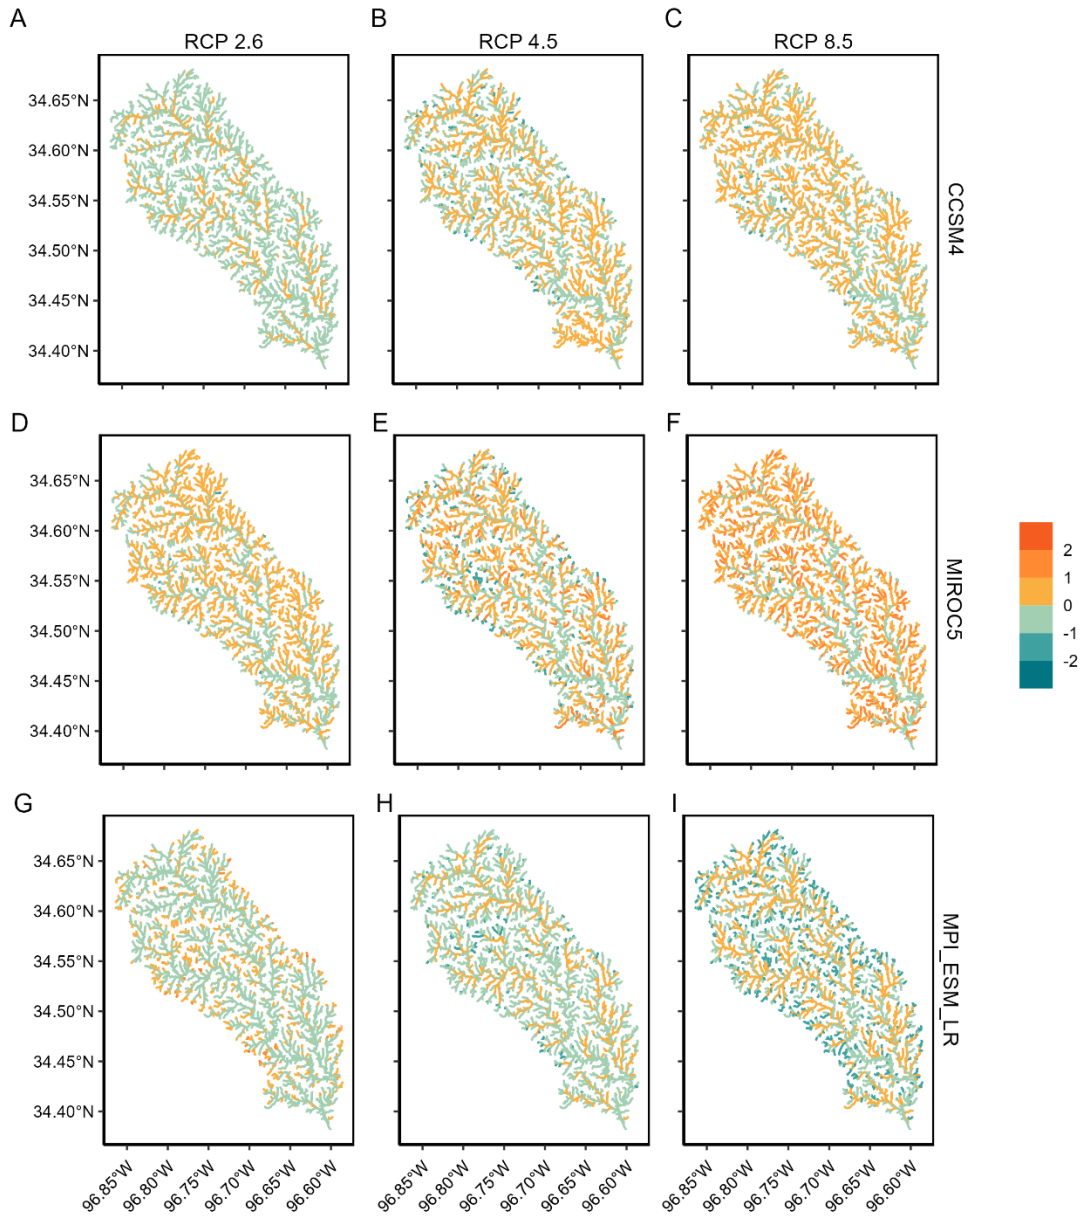 A
B
C
RCP 2.6
RCP 4.5
RCP 8.5
34.65°N
34.60°N
34.55°N
34.50°N
34.45°N
34.40°N
CCSM4
D
E
F
34.65°N
34.60°N
34.55°N
34.50°N
34.45°N
34.40°N
MIROC5
2
1
0
-1
-2
G
H
I
34.65°N
34.60°N
34.55°N
34.50°N
34.45°N
34.40°N
MPI_ESM_LR
96.85°W
96.80°W
96.75°W
96.70°W
96.65°W
96.60°W
96.85°W
96.80°W
96.75°W
96.70°W
96.65°W
96.60°W
96.85°W
96.80°W
96.75°W
96.70°W
96.65°W
96.60°W